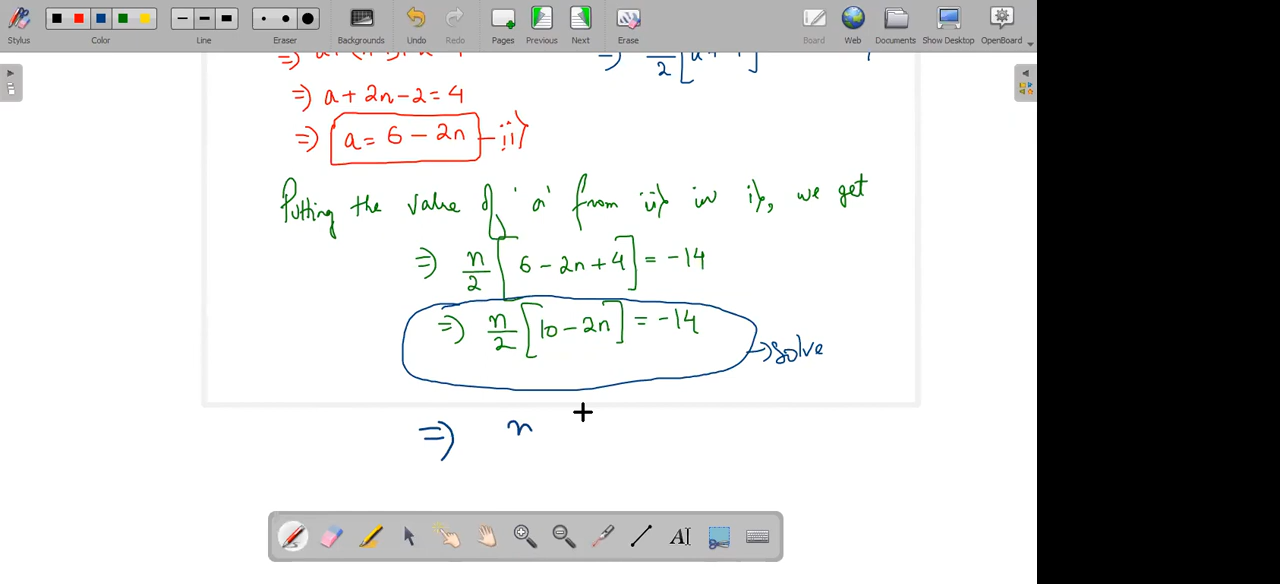 Stylus Color Line Eraser Backgrounds Undo Redo Pages Previous Next Erase Board Web Documents Show Desktop OpenBoard
⇒ a + 2n - 2 = 4
⇒ a = 6 - 2n - ii)
Putting the value of 'a' from ii) in i), we get
⇒ n/2 [6 - 2n + 4] = -14
⇒ n/2 [10 - 2n] = -14
→ solve
⇒ n